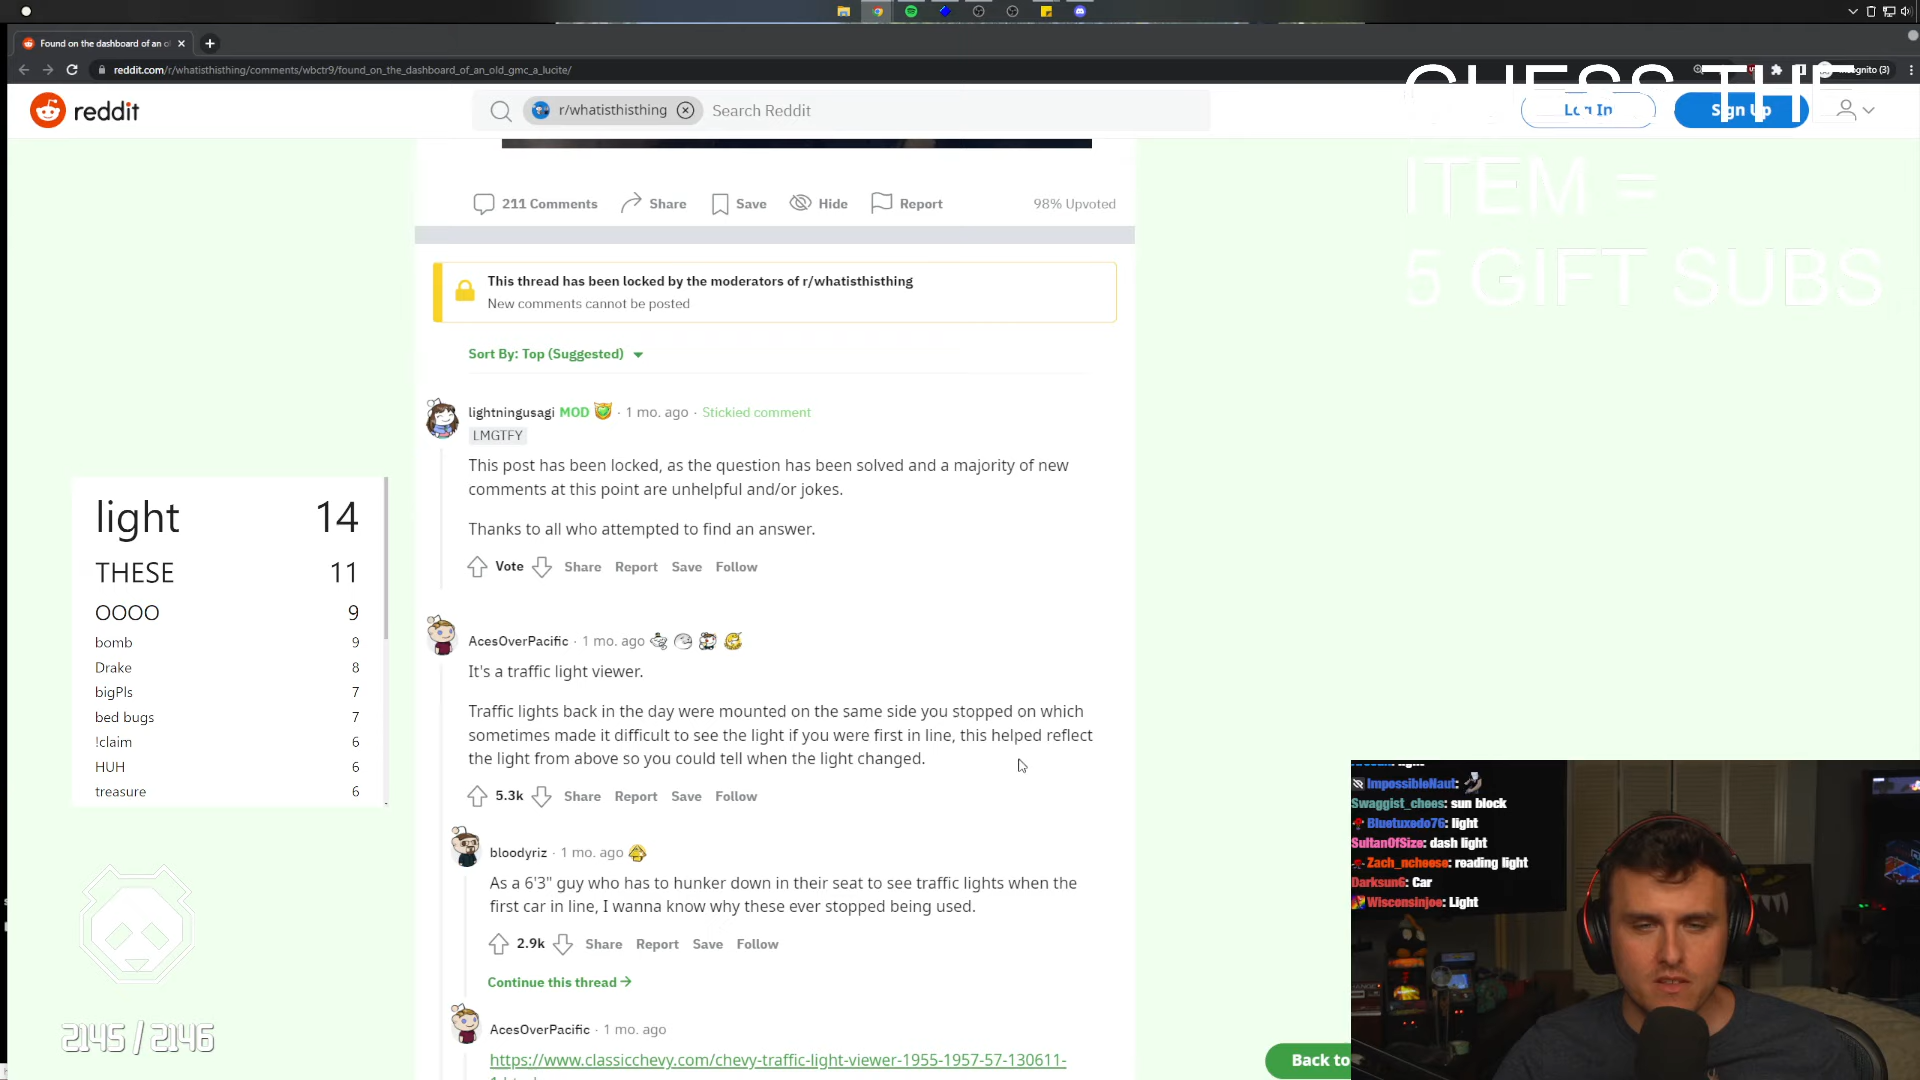 Found on the dashboard of an ol
reddit.com/r/whatisthisthing/comments/wbctr9/found_on_the_dashboard_of_an_old_gmc_a_lucite/
Incognito (3)
reddit
r/whatisthisthing
Search Reddit
Log In
Sign Up
CHESS THE
ITEM =
5 GIFT SUBS
211 Comments
Share
Save
Hide
Report
98% Upvoted
This thread has been locked by the moderators of r/whatisthisthing
New comments cannot be posted
Sort By: Top (Suggested)
lightningusagi MOD · 1 mo. ago · Stickied comment
LMGTFY
This post has been locked, as the question has been solved and a majority of new
comments at this point are unhelpful and/or jokes.
Thanks to all who attempted to find an answer.
Vote Share Report Save Follow
AcesOverPacific · 1 mo. ago
It's a traffic light viewer.
Traffic lights back in the day were mounted on the same side you stopped on which
sometimes made it difficult to see the light if you were first in line, this helped reflect
the light from above so you could tell when the light changed.
5.3k Share Report Save Follow
bloodyriz · 1 mo. ago
As a 6'3" guy who has to hunker down in their seat to see traffic lights when the
first car in line, I wanna know why these ever stopped being used.
2.9k Share Report Save Follow
Continue this thread
AcesOverPacific · 1 mo. ago
https://www.classicchevy.com/chevy-traffic-light-viewer-1955-1957-57-130611-
Back to
light 14
THESE 11
OOOO 9
bomb 9
Drake 8
bigPls 7
bed bugs 7
!claim 6
HUH 6
treasure 6
2145 / 2146
ImpossibleNaut:
Swaggist_chees: sun block
Bluetuxedo76: light
SultanOfSize: dash light
Zach_ncheese: reading light
Darksun6: Car
Wisconsinjoe: Light